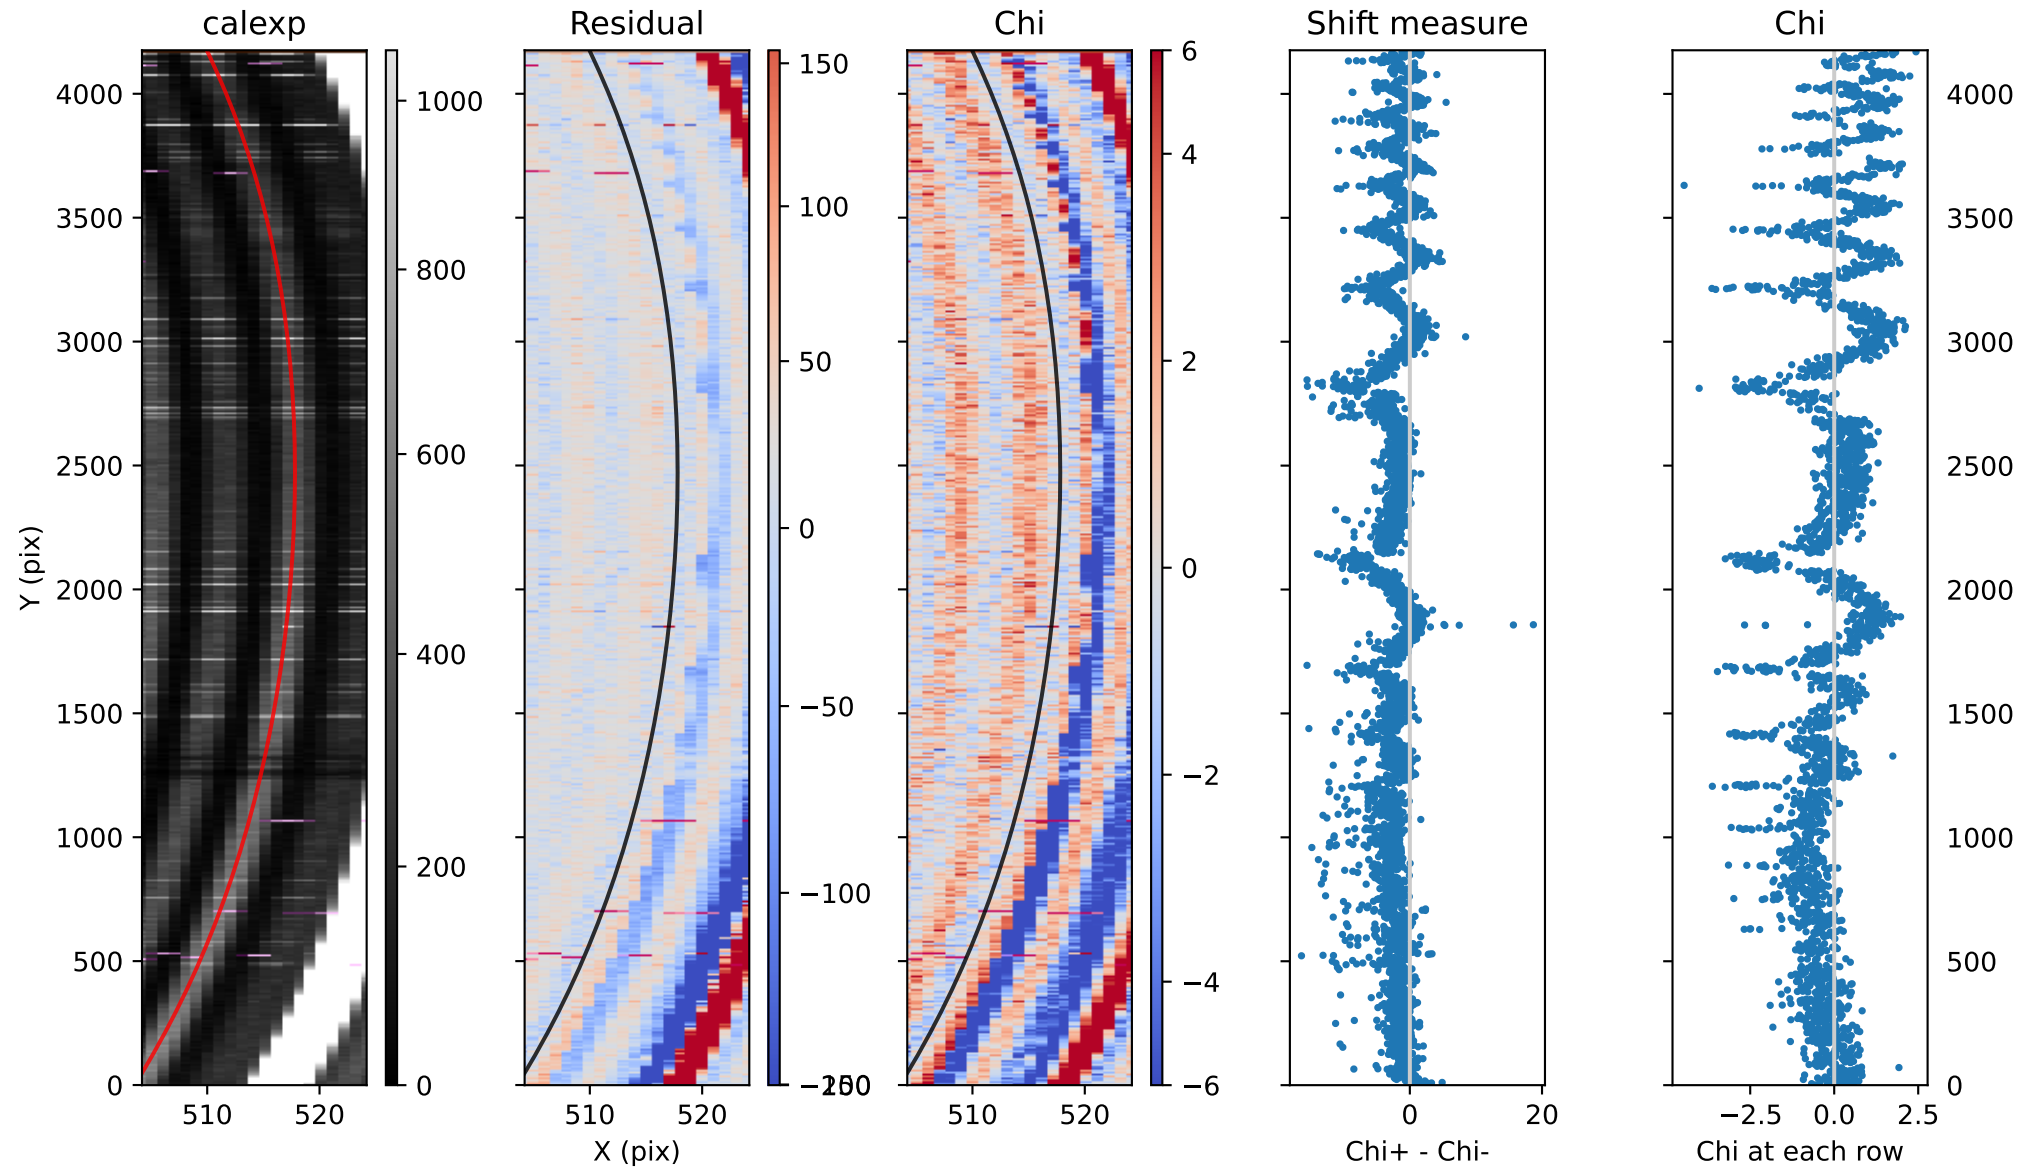 calexp Residual Chi Shift measure Chi
4000 1000 150 6 4000
3500 800 100 4 3500
3000 600 50 2 3000
2500 400 0 0 2500
2000 200 −50 −2 2000
1500 0 −100 −4 1500
1000 −6 1000
500 500
0 0
510 520 510 520 510 520 0 20 −2.5 0.0 2.5
Y (pix)
X (pix) Chi+ - Chi- Chi at each row